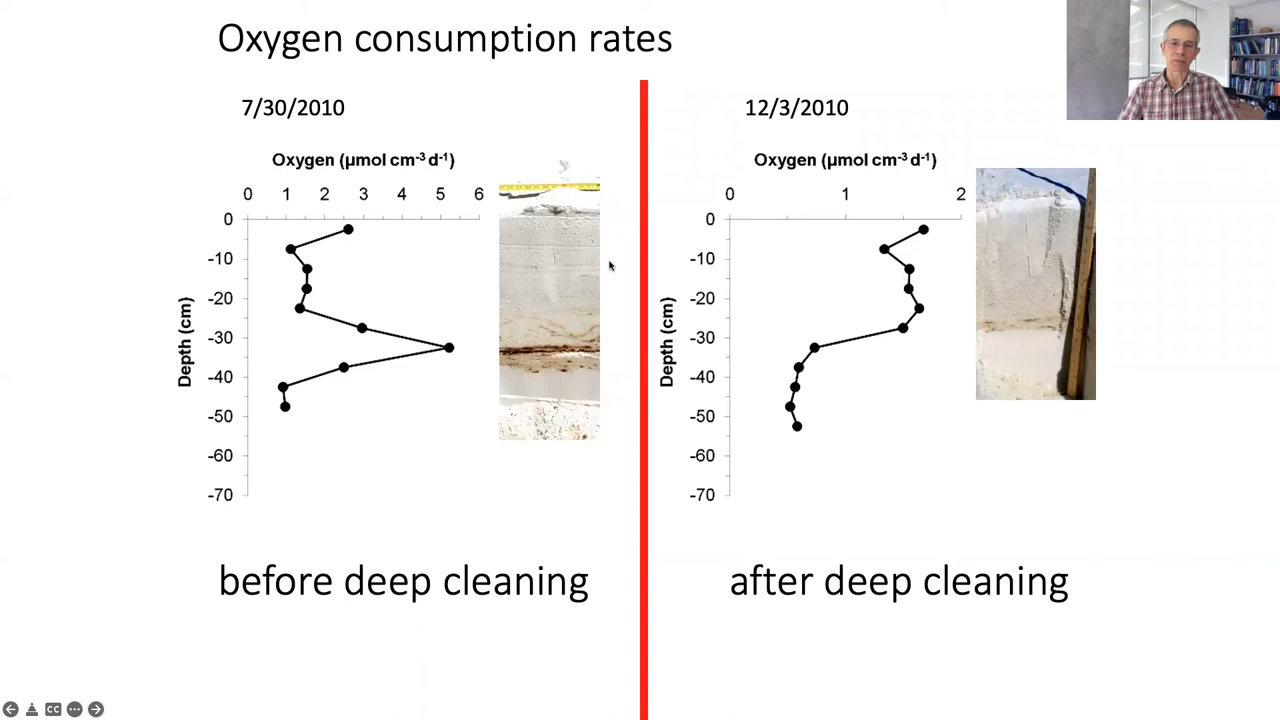 Oxygen consumption rates
7/30/2010
Oxygen (µmol cm-3 d-1)
0 1 2 3 4 5 6
0
-10
-20
-30
-40
-50
-60
-70
Depth (cm)
before deep cleaning
12/3/2010
Oxygen (µmol cm-3 d-1)
0 1 2
0
-10
-20
-30
-40
-50
-60
-70
Depth (cm)
after deep cleaning
CC